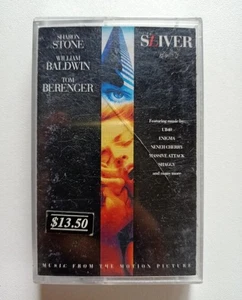 SHARON
STONE
WILLIAM
BALDWIN
TOM
BERENGER
SLIVER
Featuring music by:
UB40
ENIGMA
NENEH CHERRY
MASSIVE ATTACK
SHAGGY
and many more
$13.50
MUSIC FROM THE MOTION PICTURE